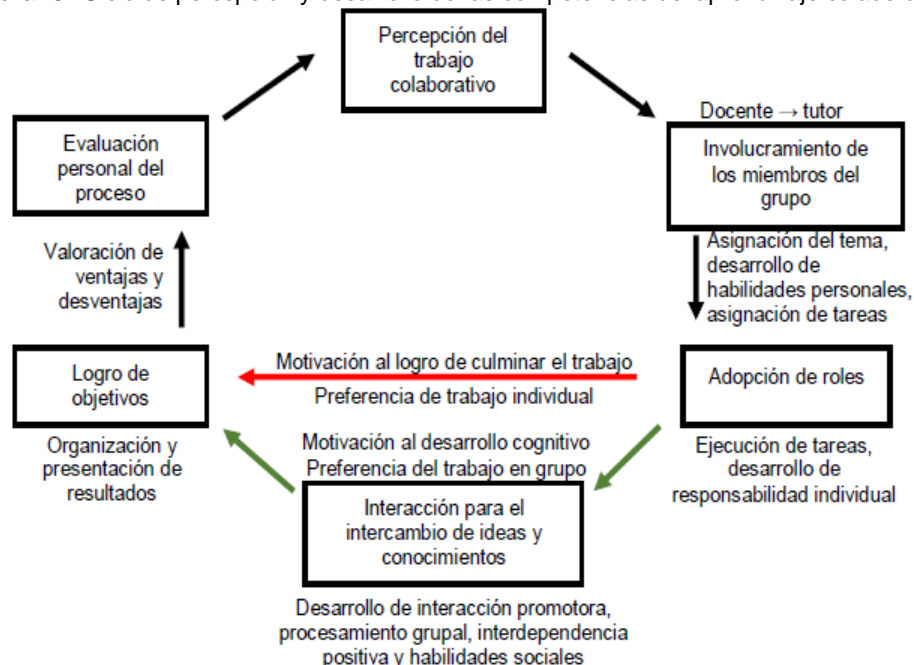 Percepción del
trabajo
colaborativo
Docente → tutor
Involucramiento de
los miembros del
grupo
Asignación del tema,
desarrollo de
habilidades personales,
asignación de tareas
Adopción de roles
Ejecución de tareas,
desarrollo de
responsabilidad individual
Motivación al logro de culminar el trabajo
Preferencia de trabajo individual
Motivación al desarrollo cognitivo
Preferencia del trabajo en grupo
Interacción para el
intercambio de ideas y
conocimientos
Desarrollo de interacción promotora,
procesamiento grupal, interdependencia
positiva y habilidades sociales
Logro de
objetivos
Organización y
presentación de
resultados
Valoración de
ventajas y
desventajas
Evaluación
personal del
proceso